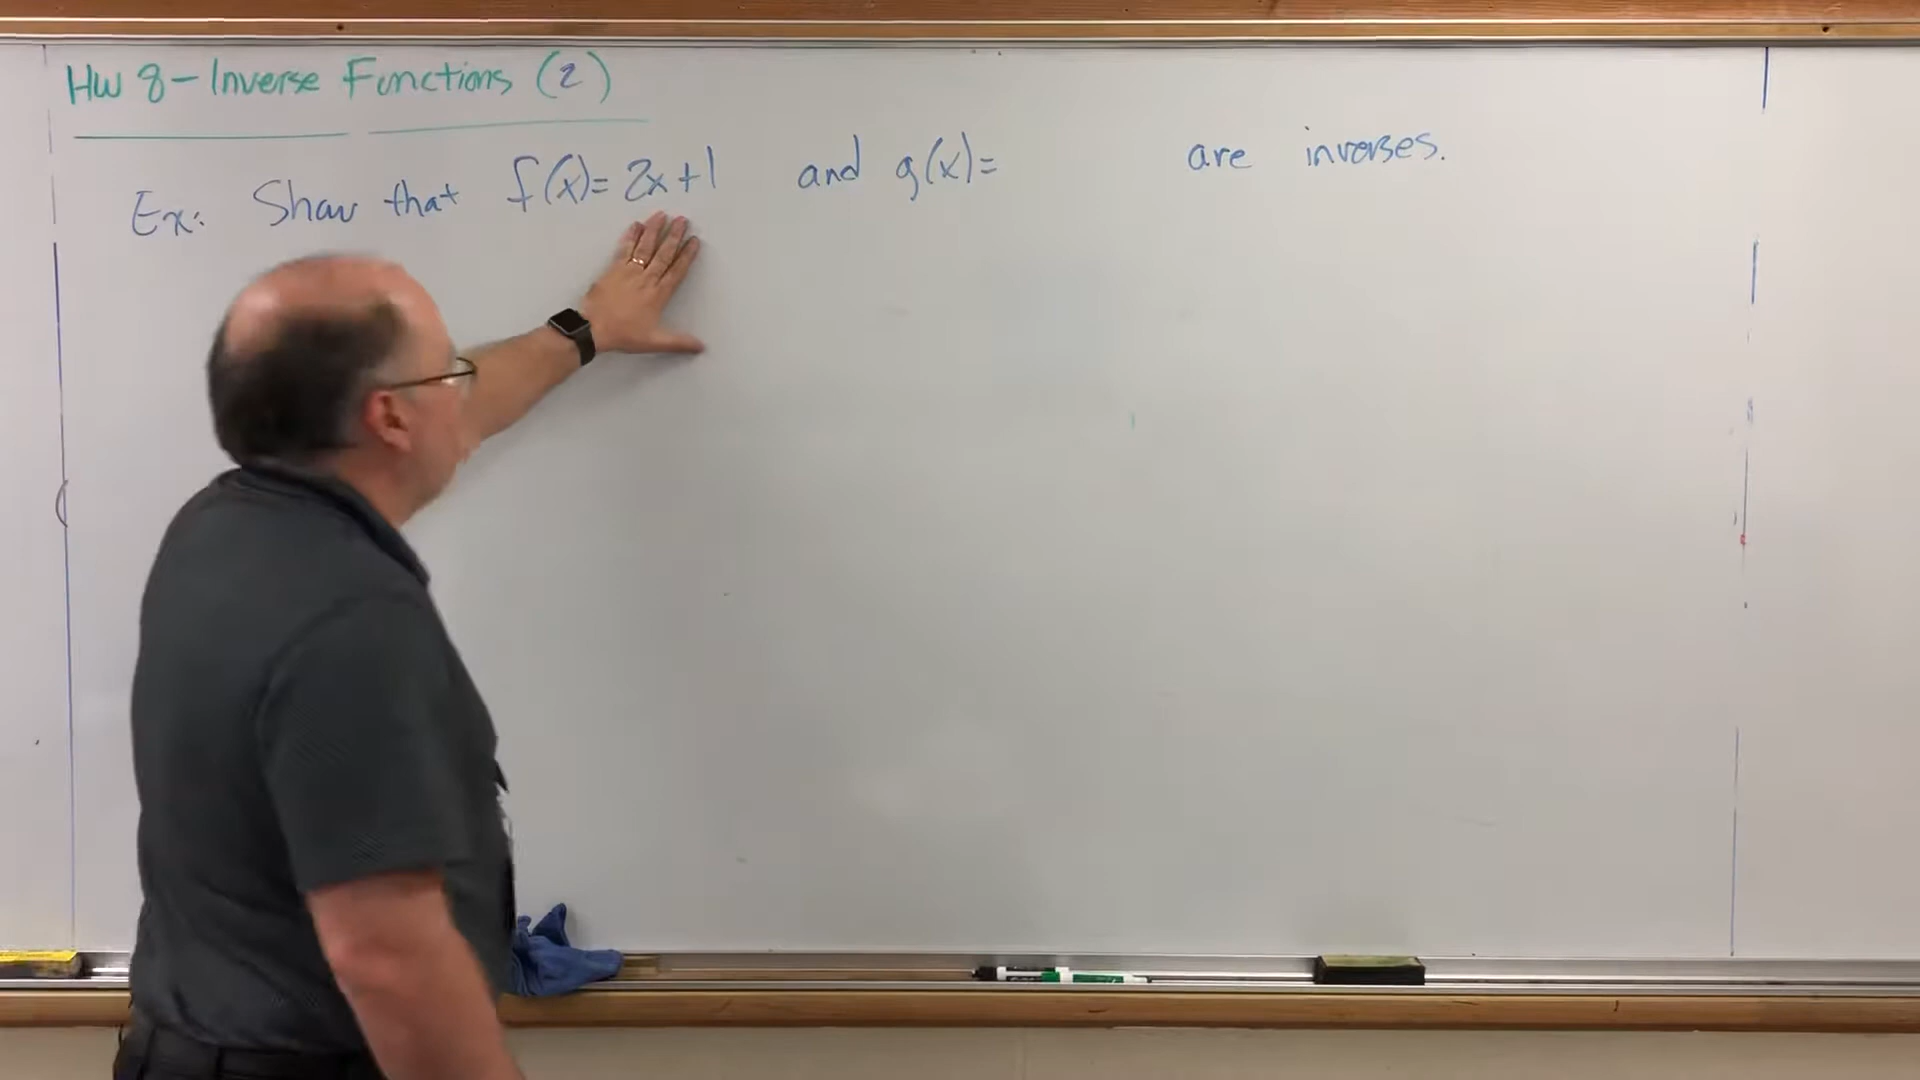 HW 8 - Inverse Functions (2)
Ex: Show that f(x)= 2x+1 and g(x)= are inverses.